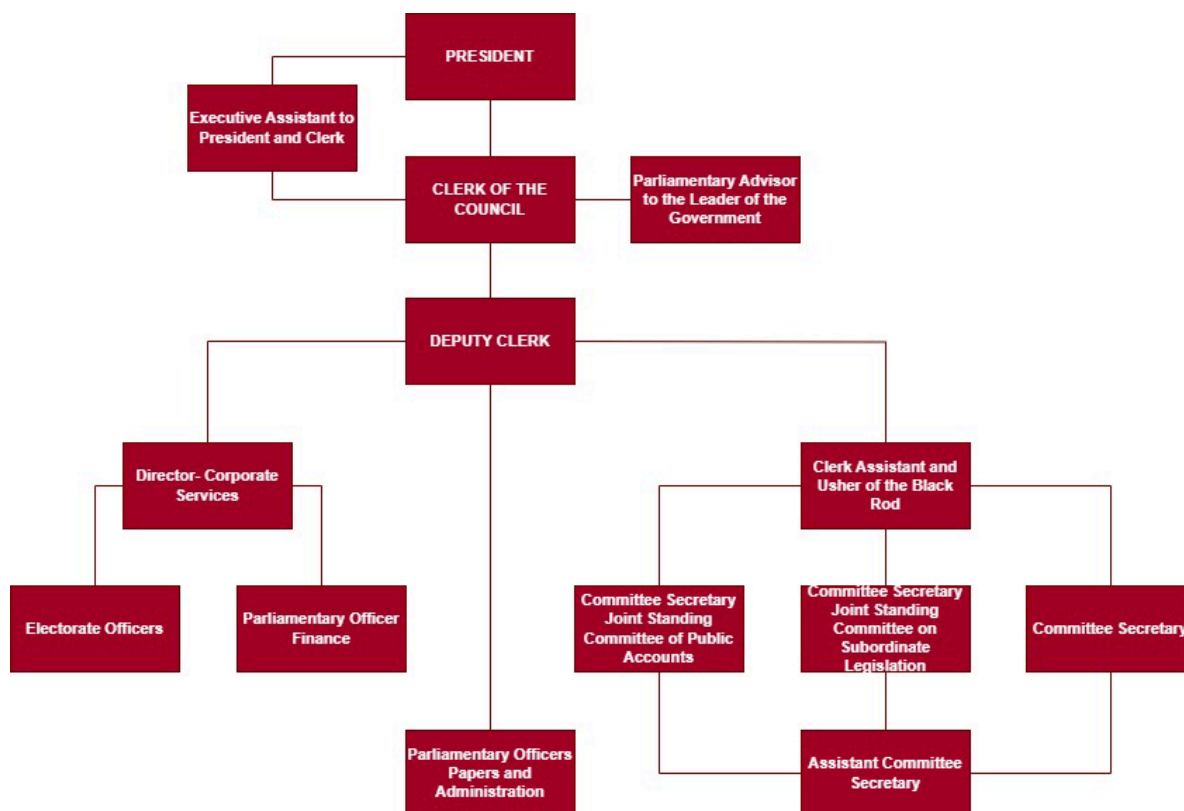 PRESIDENT
Executive Assistant to
President and Clerk
CLERK OF THE
COUNCIL
Parliamentary Advisor
to the Leader of the
Government
DEPUTY CLERK
Director- Corporate
Services
Clerk Assistant and
Usher of the Black
Rod
Electorate Officers
Parliamentary Officer
Finance
Committee Secretary
Joint Standing
Committee of Public
Accounts
Committee Secretary
Joint Standing
Committee on
Subordinate
Legislation
Committee Secretary
Parliamentary Officers
Papers and
Administration
Assistant Committee
Secretary